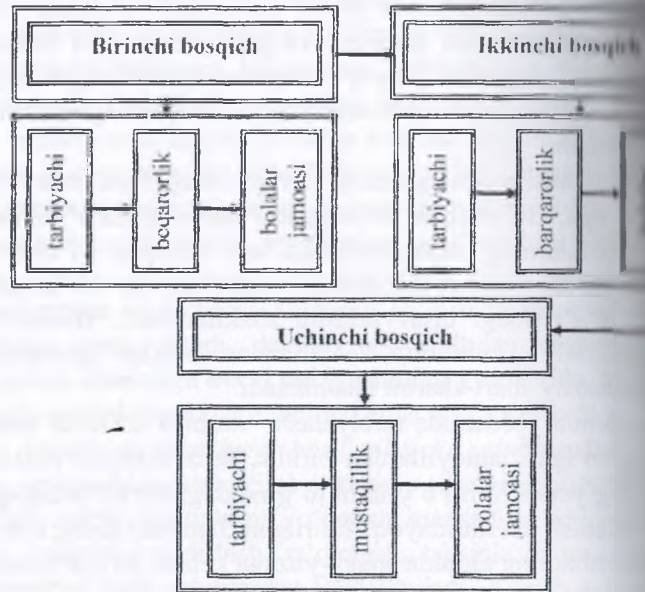 Birinchi bosqich
Ikkinchi bosqich
tarbiyachi
beqarorlik
bolalar
jamoasi
tarbiyachi
barqarorlik
Uchinchi bosqich
tarbiyachi
mustaqillik
bolalar
jamoasi